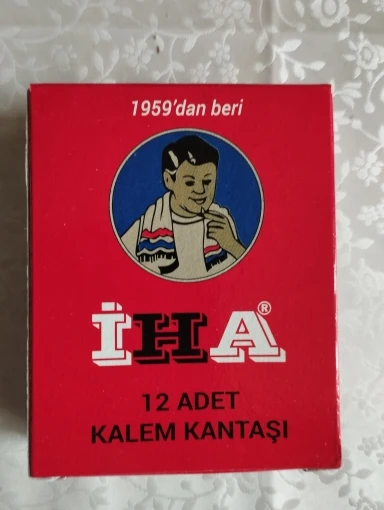 1959'dan beri
İHA®
12 ADET
KALEM KANTAŞI